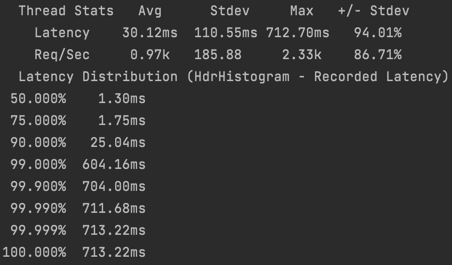 Thread Stats   Avg      Stdev     Max   +/- Stdev
Latency    30.12ms  110.55ms 712.70ms   94.01%
Req/Sec     0.97k   185.88     2.33k    86.71%
Latency Distribution (HdrHistogram - Recorded Latency)
50.000%    1.30ms
75.000%    1.75ms
90.000%   25.04ms
99.000%  604.16ms
99.900%  704.00ms
99.990%  711.68ms
99.999%  713.22ms
100.000%  713.22ms